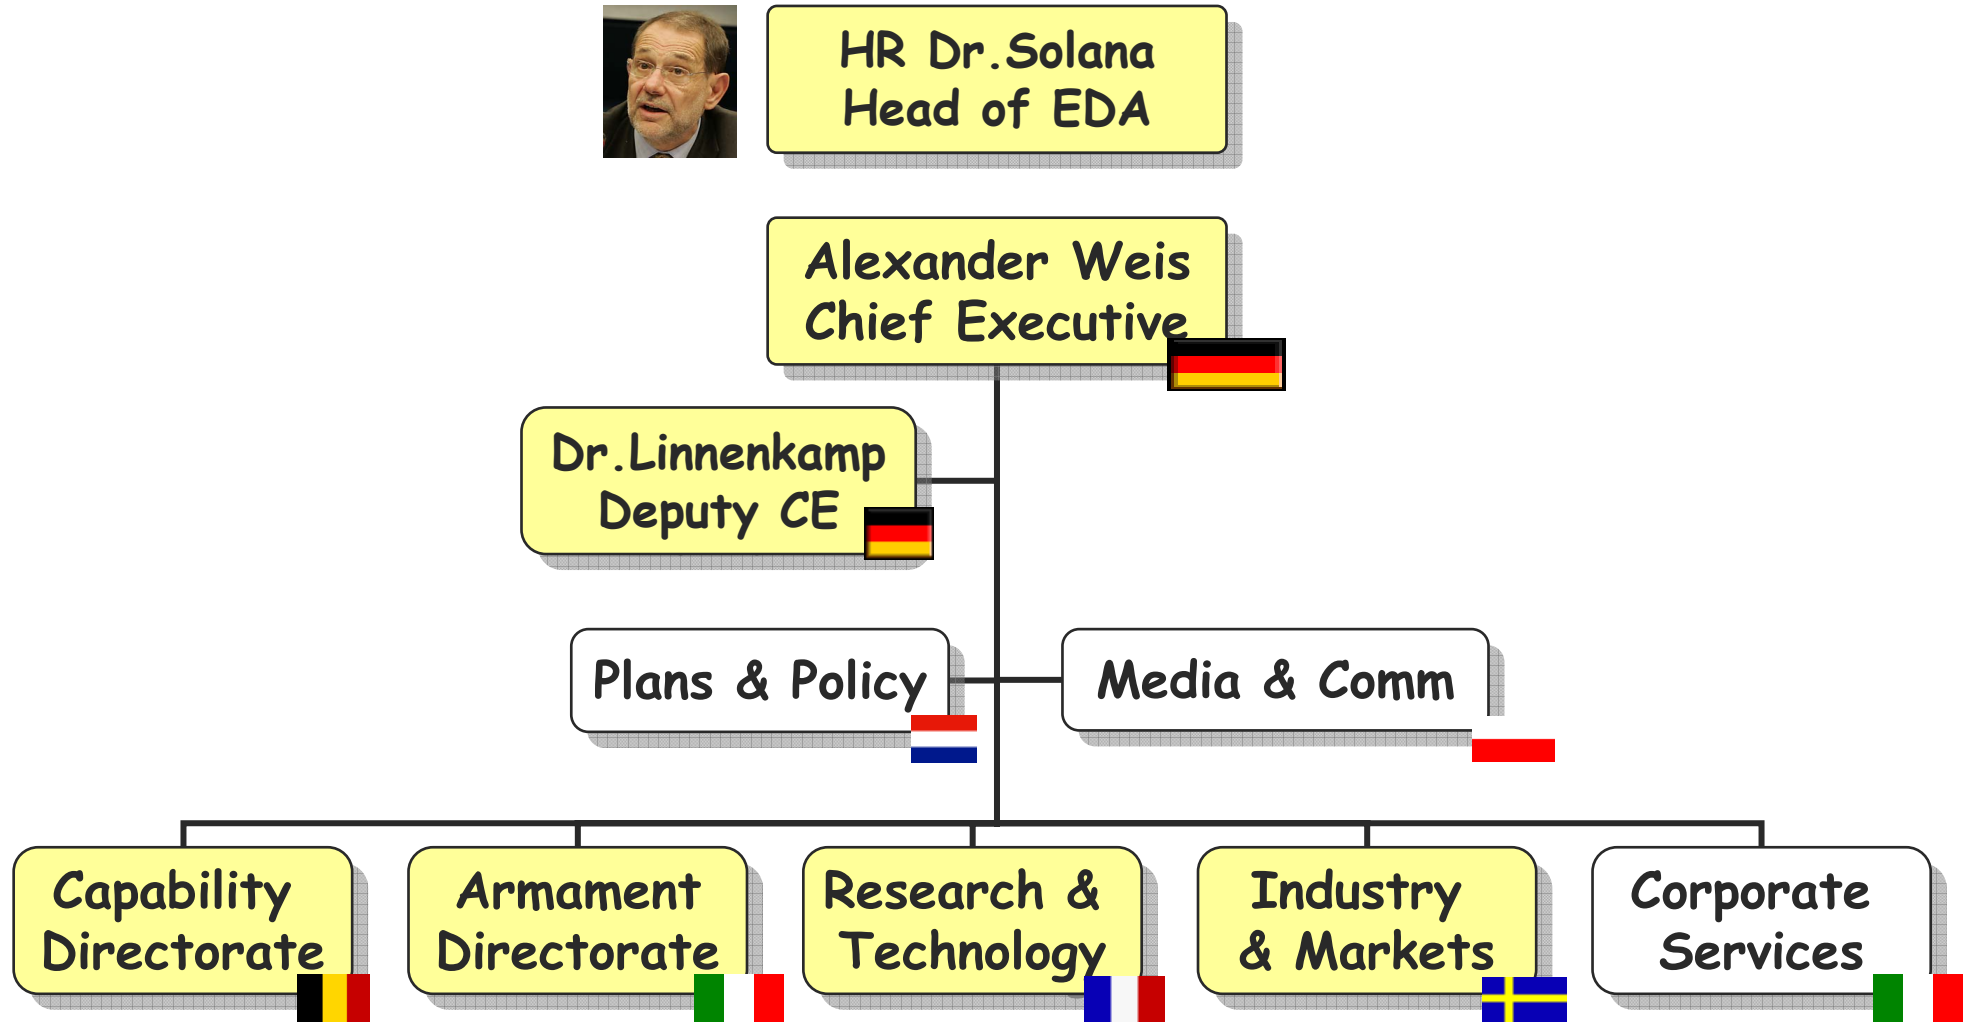 HR Dr.Solana
Head of EDA
Alexander Weis
Chief Executive
Dr.Linnenkamp
Deputy CE
Plans & Policy
Media & Comm
Capability
Directorate
Armament
Directorate
Research &
Technology
Industry
& Markets
Corporate
Services